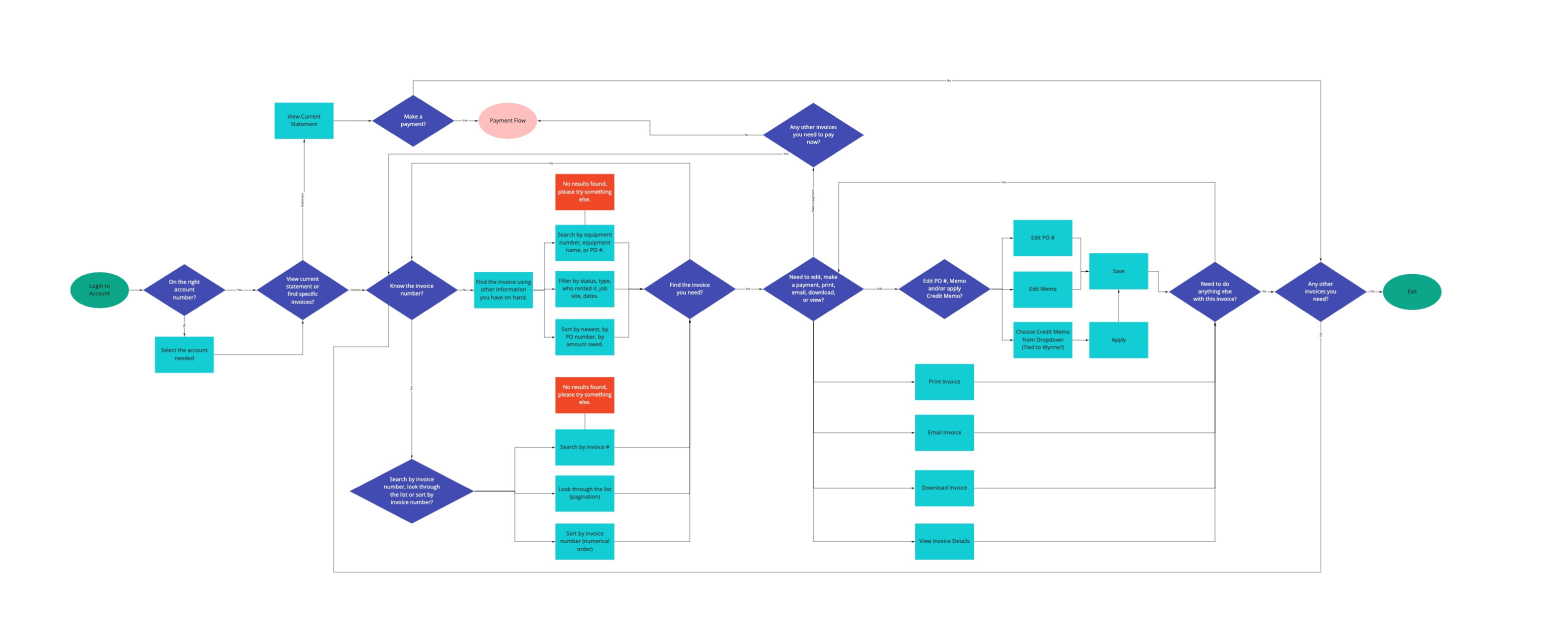 View Current
Statement
Make a
payment?
Payment Flow
Any other invoices
you need to pay
now?
No results found,
please try something
else.
Search by equipment
number, equipment
name, or PO #.
Login to
Account
On the right
account
number?
Yes
View current
statement or
find specific
invoices?
Know the invoice
number?
Find the invoice using
other information
you have on hand.
Filter by status, type,
who rented it, job
site, dates.
Sort by newest, by
PO number, by
amount owed.
Find the invoice
you need?
Need to edit, make
a payment, print,
email, download,
or view?
Edit PO #, Memo
and/or apply
Credit Memo?
Edit PO #
Edit Memo
Choose Credit Memo
from Dropdown
(Tied to Wynne?)
Save
Apply
Need to do
anything else
with this invoice?
Any other
invoices you
need?
Exit
Select the account
needed
Print Invoice
Email Invoice
Download Invoice
View Invoice Details
No results found,
please try something
else.
Search by invoice #
Search by invoice
number, look through
the list or sort by
invoice number?
Look through the list
(pagination)
Sort by invoice
number (numerical
order)